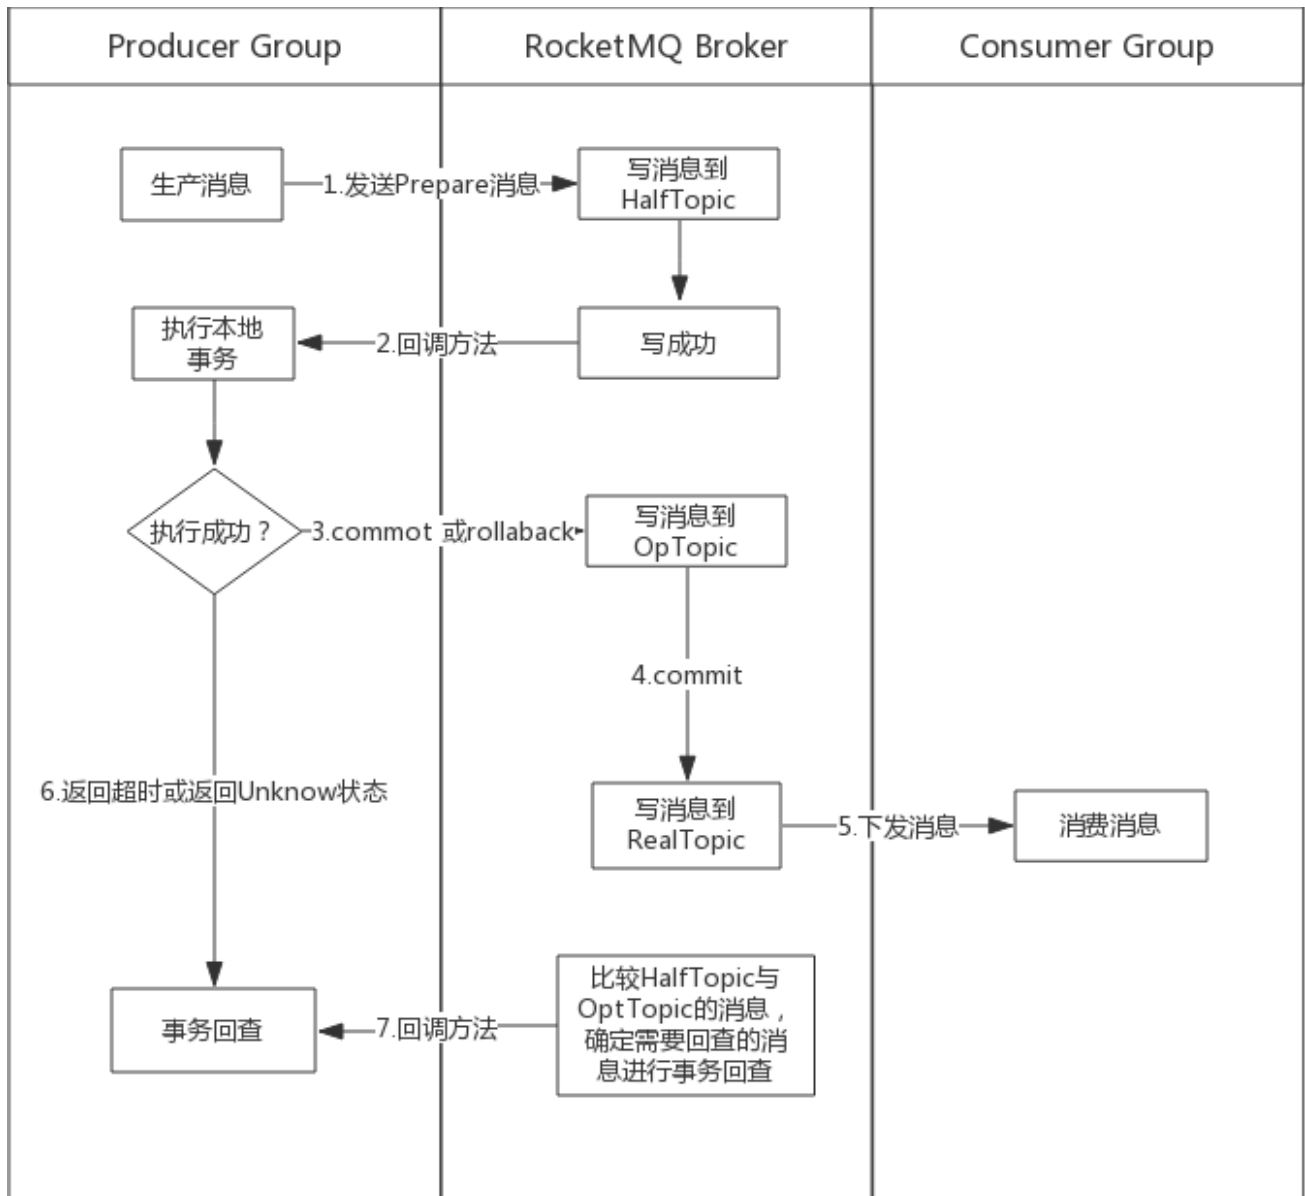 Producer Group
RocketMQ Broker
Consumer Group
生产消息
1.发送Prepare消息
写消息到
HalfTopic
执行本地
事务
2.回调方法
写成功
执行成功？
3.commot 或rollaback
写消息到
OpTopic
4.commit
6.返回超时或返回Unknow状态
写消息到
RealTopic
5.下发消息
消费消息
事务回查
7.回调方法
比较HalfTopic与
OptTopic的消息，
确定需要回查的消
息进行事务回查